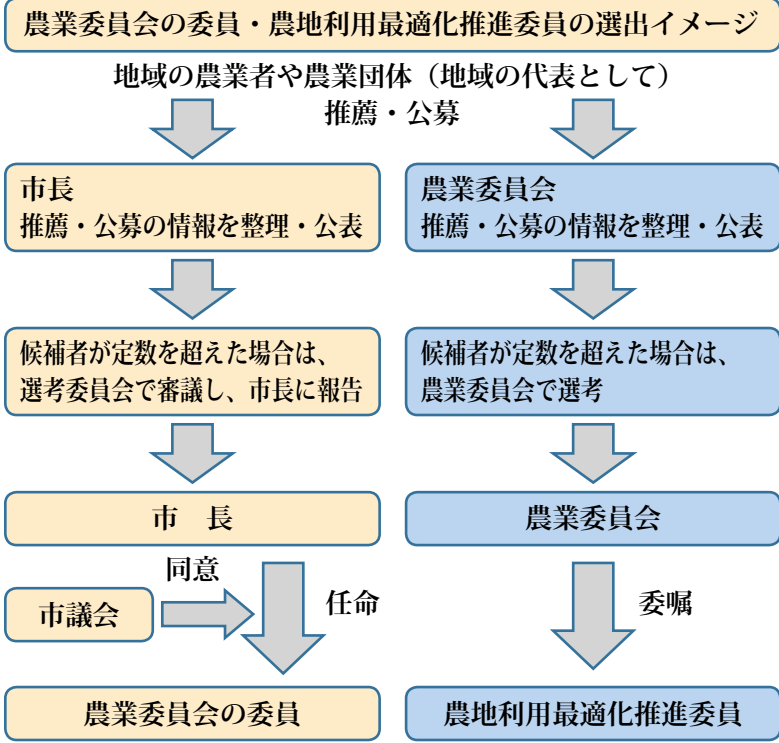 農業委員会の委員・農地利用最適化推進委員の選出イメージ
地域の農業者や農業団体（地域の代表として）
推薦・公募
市長
推薦・公募の情報を整理・公表
農業委員会
推薦・公募の情報を整理・公表
候補者が定数を超えた場合は、
選考委員会で審議し、市長に報告
候補者が定数を超えた場合は、
農業委員会で選考
市　長
農業委員会
同意
市議会
任命
委嘱
農業委員会の委員
農地利用最適化推進委員